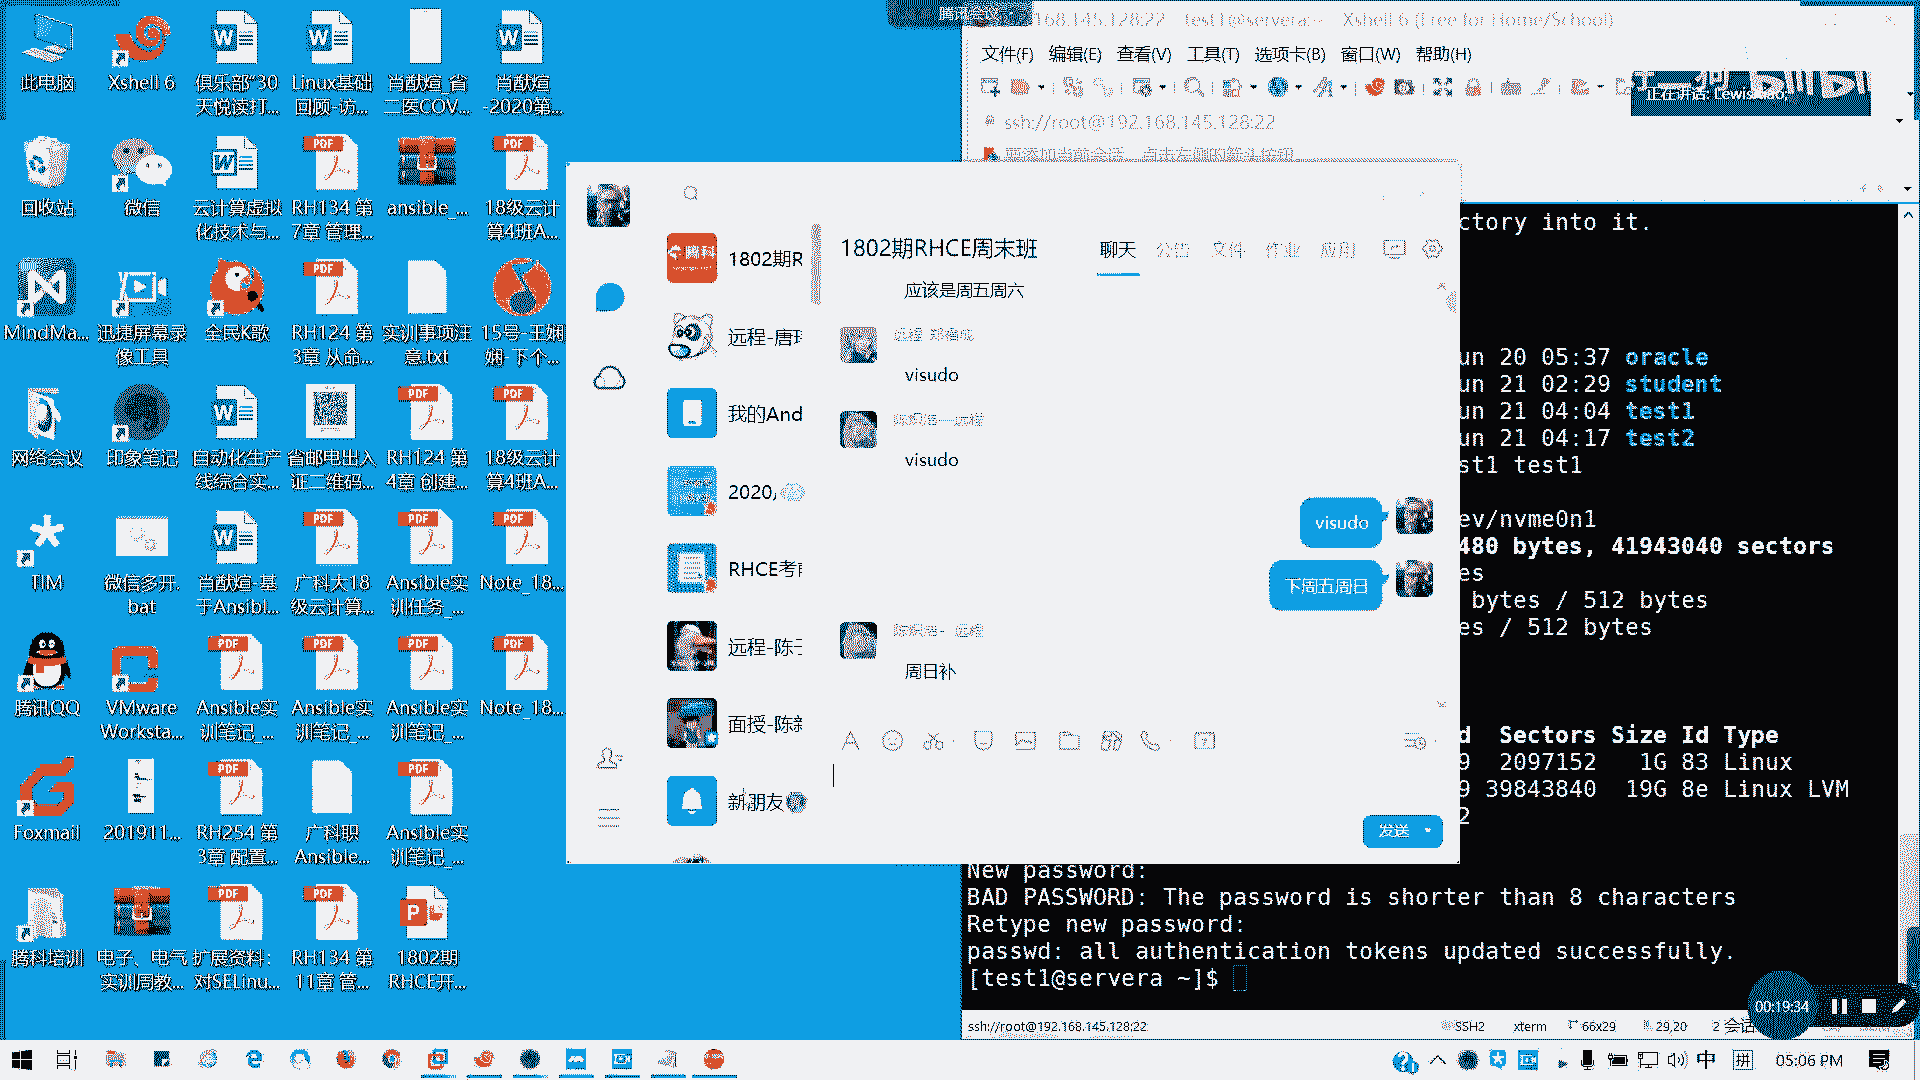 此电脑
Xshell 6
俱乐部“30
天悦读打...
Linux基础
回顾-访...
肖猷煊_省
二医COV...
肖猷煊
-2020第...
回收站
微信
云计算虚拟
化技术与...
RH134 第
7章 管理...
ansible_...
18级云计
算4班A...
MindMa...
迅捷屏幕录
像工具
全民K歌
RH124 第
3章 从命...
实训事项注
意.txt
15号-王娴
娴-下个...
网络会议
印象笔记
自动化生产
线综合实...
省邮电出入
证二维码...
RH124 第
4章 创建...
18级云计
算4班A...
TIM
微信多开.
bat
肖猷煊-基
于Ansibl...
广科大18
级云计算...
Ansible实
训任务_...
Note_18...
腾讯QQ
VMware
Worksta...
Ansible实
训笔记_...
Ansible实
训笔记_...
Ansible实
训笔记_...
Note_18...
Foxmail
201911...
RH254 第
3章 配置...
广科职
Ansible...
Ansible实
训笔记_...
腾科培训
电子、电气
实训周教...
扩展资料:
对SELinu...
RH134 第
11章 管...
1802期
RHCE开...
腾讯会议
168.145.128:22 - test1@servera:~ - Xshell 6 (Free for Home/School)
文件(F) 编辑(E) 查看(V) 工具(T) 选项卡(B) 窗口(W) 帮助(H)
正在讲话:
ssh://root@192.168.145.128:22
要添加当前会话，点击左侧的箭头按钮。
1802期R
远程-唐玮
我的And
2020
RHCE考前
远程-陈
面授-陈新
新朋友
1802期RHCE周末班
聊天 公告 文件 作业 应用
应该是周五周六
visudo
visudo
visudo
下周五周日
周日补
发送
ctory into it.
un 20 05:37 oracle
un 21 02:29 student
un 21 04:04 test1
un 21 04:17 test2
st1 test1
ev/nvme0n1
480 bytes, 41943040 sectors
es
bytes / 512 bytes
es / 512 bytes
d  Sectors Size Id Type
9  2097152   1G 83 Linux
9 39843840  19G 8e Linux LVM
2
New password:
BAD PASSWORD: The password is shorter than 8 characters
Retype new password:
passwd: all authentication tokens updated successfully.
[test1@servera ~]$
00:19:34
ssh://root@192.168.145.128:22
SSH2
xterm
66x29
29,20
2 会话
中
拼
05:06 PM